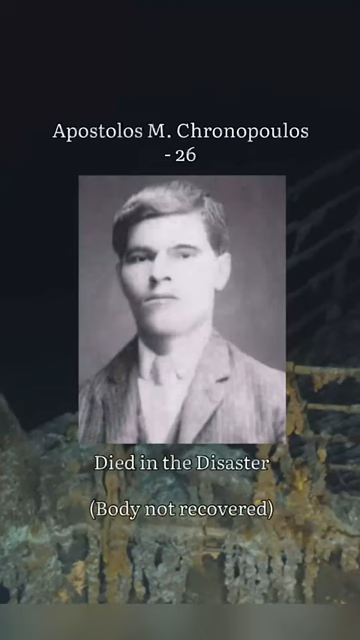 Apostolos M. Chronopoulos
- 26
Died in the Disaster
(Body not recovered)